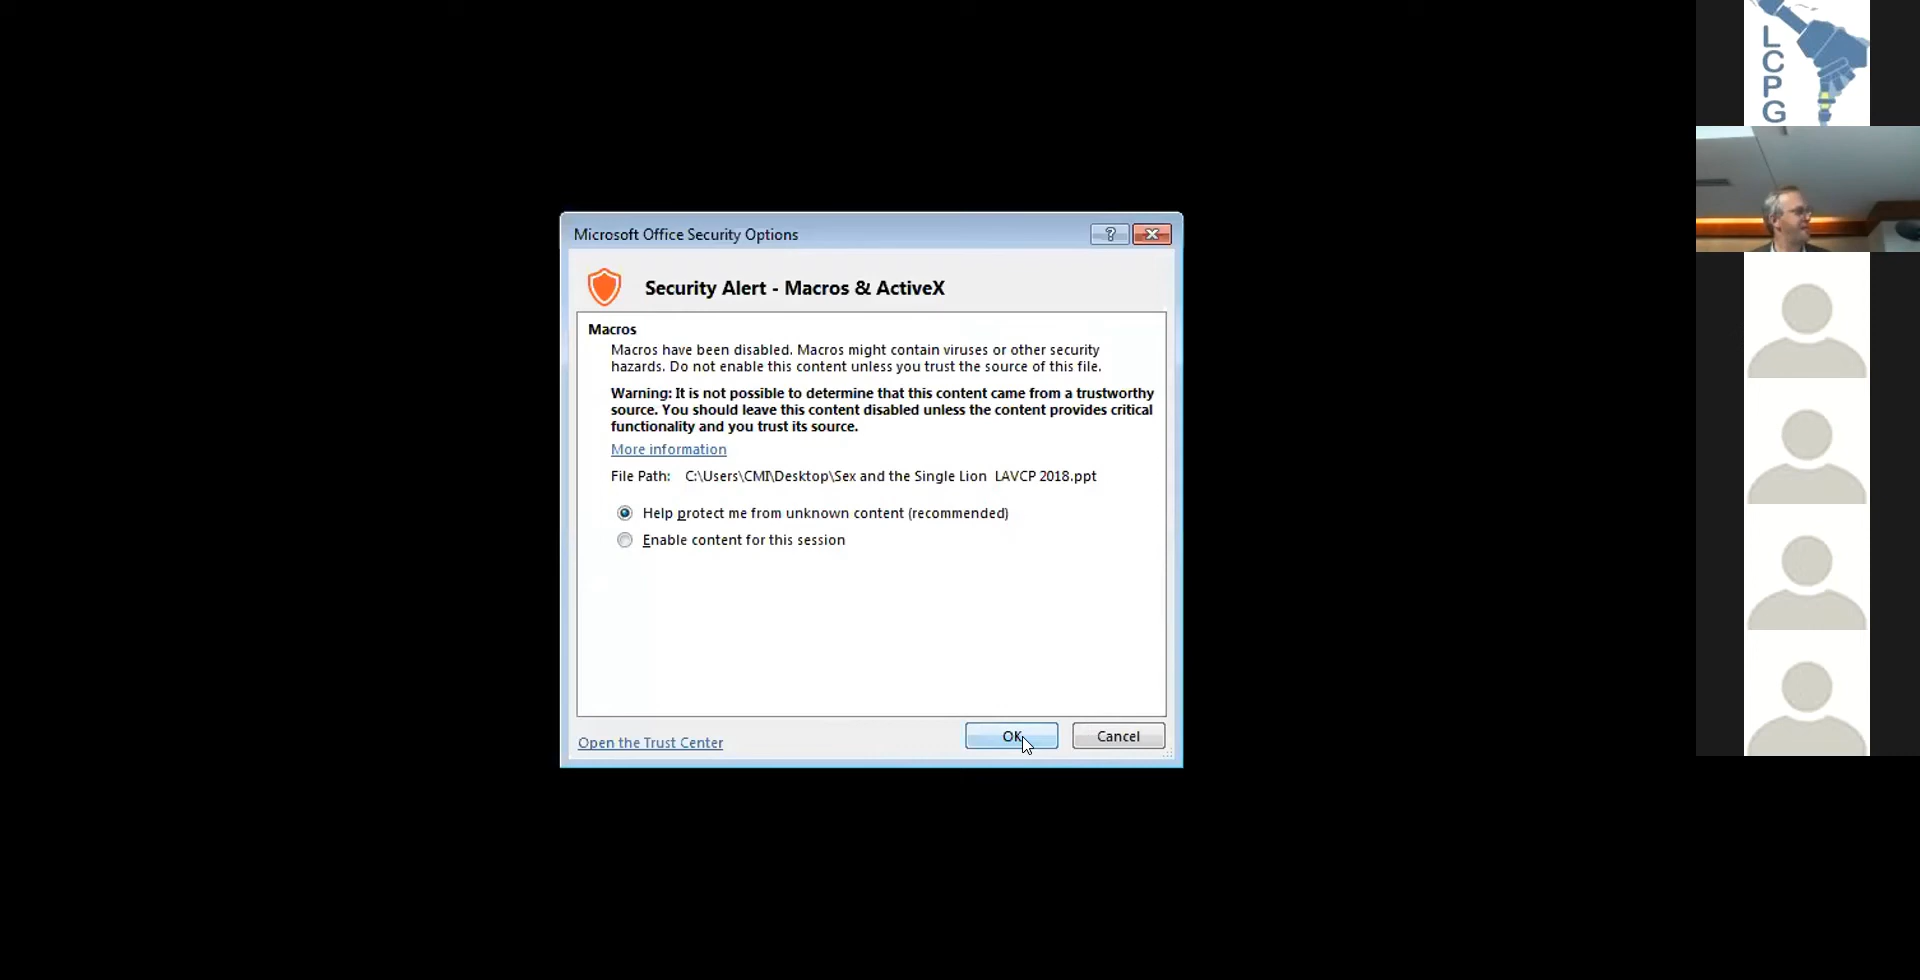 Microsoft Office Security Options
Security Alert - Macros & ActiveX
Macros
Macros have been disabled. Macros might contain viruses or other security
hazards. Do not enable this content unless you trust the source of this file.
Warning: It is not possible to determine that this content came from a trustworthy
source. You should leave this content disabled unless the content provides critical
functionality and you trust its source.
More information
File Path: C:\Users\CMI\Desktop\Sex and the Single Lion  LAVCP 2018.ppt
Help protect me from unknown content (recommended)
Enable content for this session
Open the Trust Center
OK
Cancel
LCPG